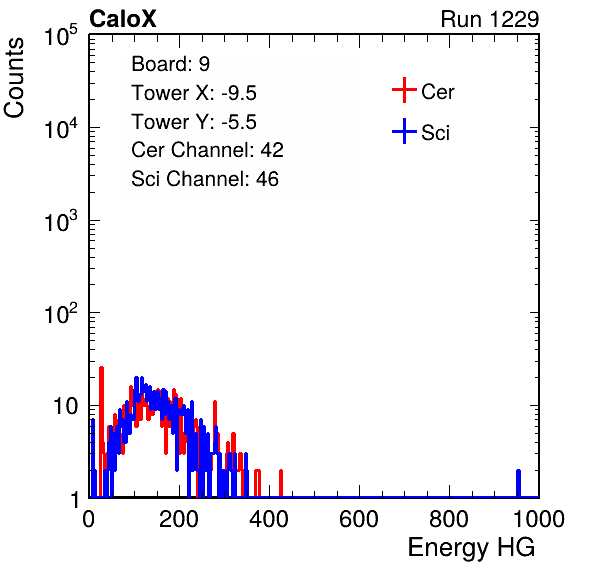 CaloX Run 1229
Counts
10^5
10^4
10^3
10^2
10
1
Board: 9
Tower X: -9.5
Tower Y: -5.5
Cer Channel: 42
Sci Channel: 46
Cer
Sci
0 200 400 600 800 1000
Energy HG